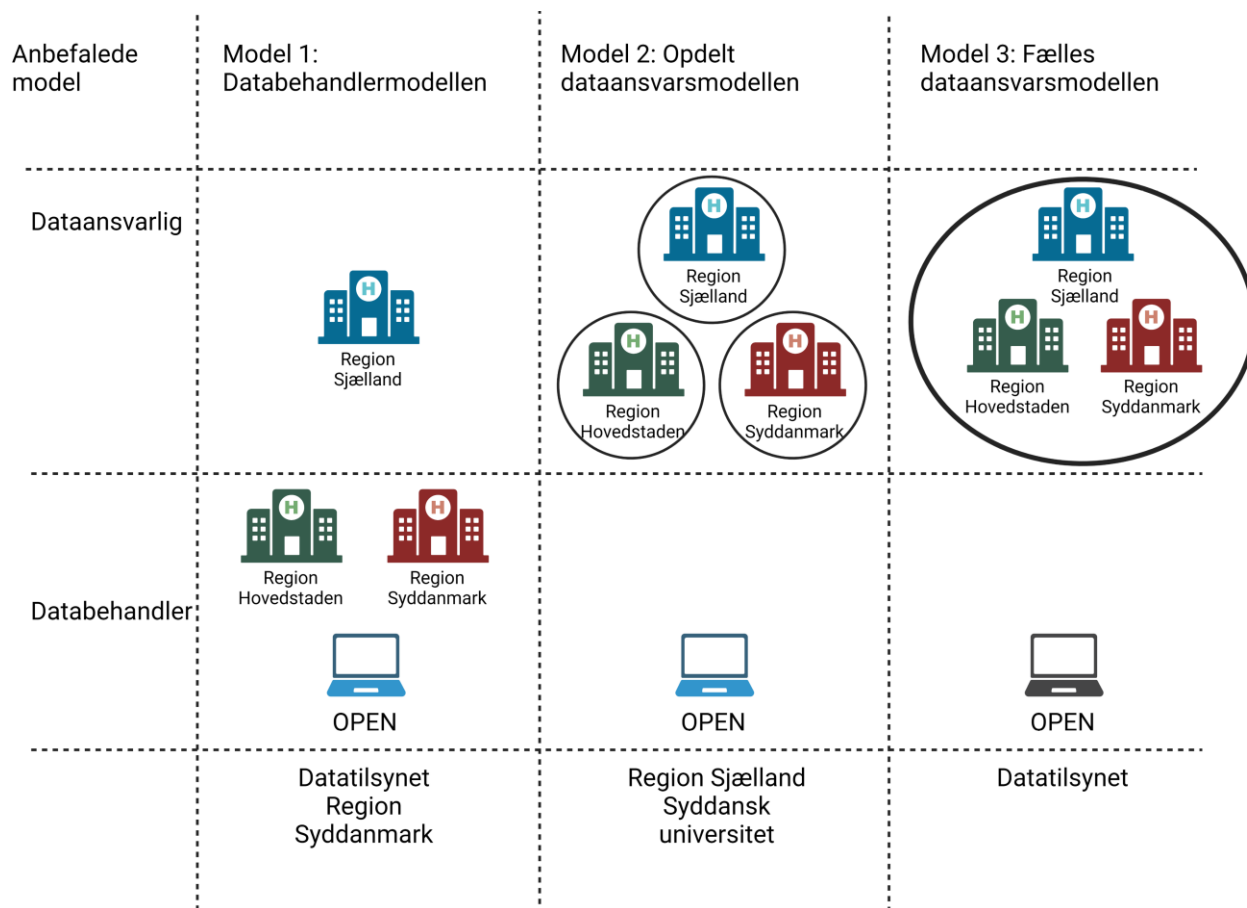 Anbefalede
model
Model 1:
Databehandlermodellen
Model 2: Opdelt
dataansvarsmodellen
Model 3: Fælles
dataansvarsmodellen
Dataansvarlig
H
Region
Sjælland
H
Region
Sjælland
H
Region
Hovedstaden
H
Region
Syddanmark
H
Region
Sjælland
H
Region
Hovedstaden
H
Region
Syddanmark
Databehandler
H
Region
Hovedstaden
H
Region
Syddanmark
OPEN
OPEN
OPEN
Datatilsynet
Region
Syddanmark
Region Sjælland
Syddansk
universitet
Datatilsynet